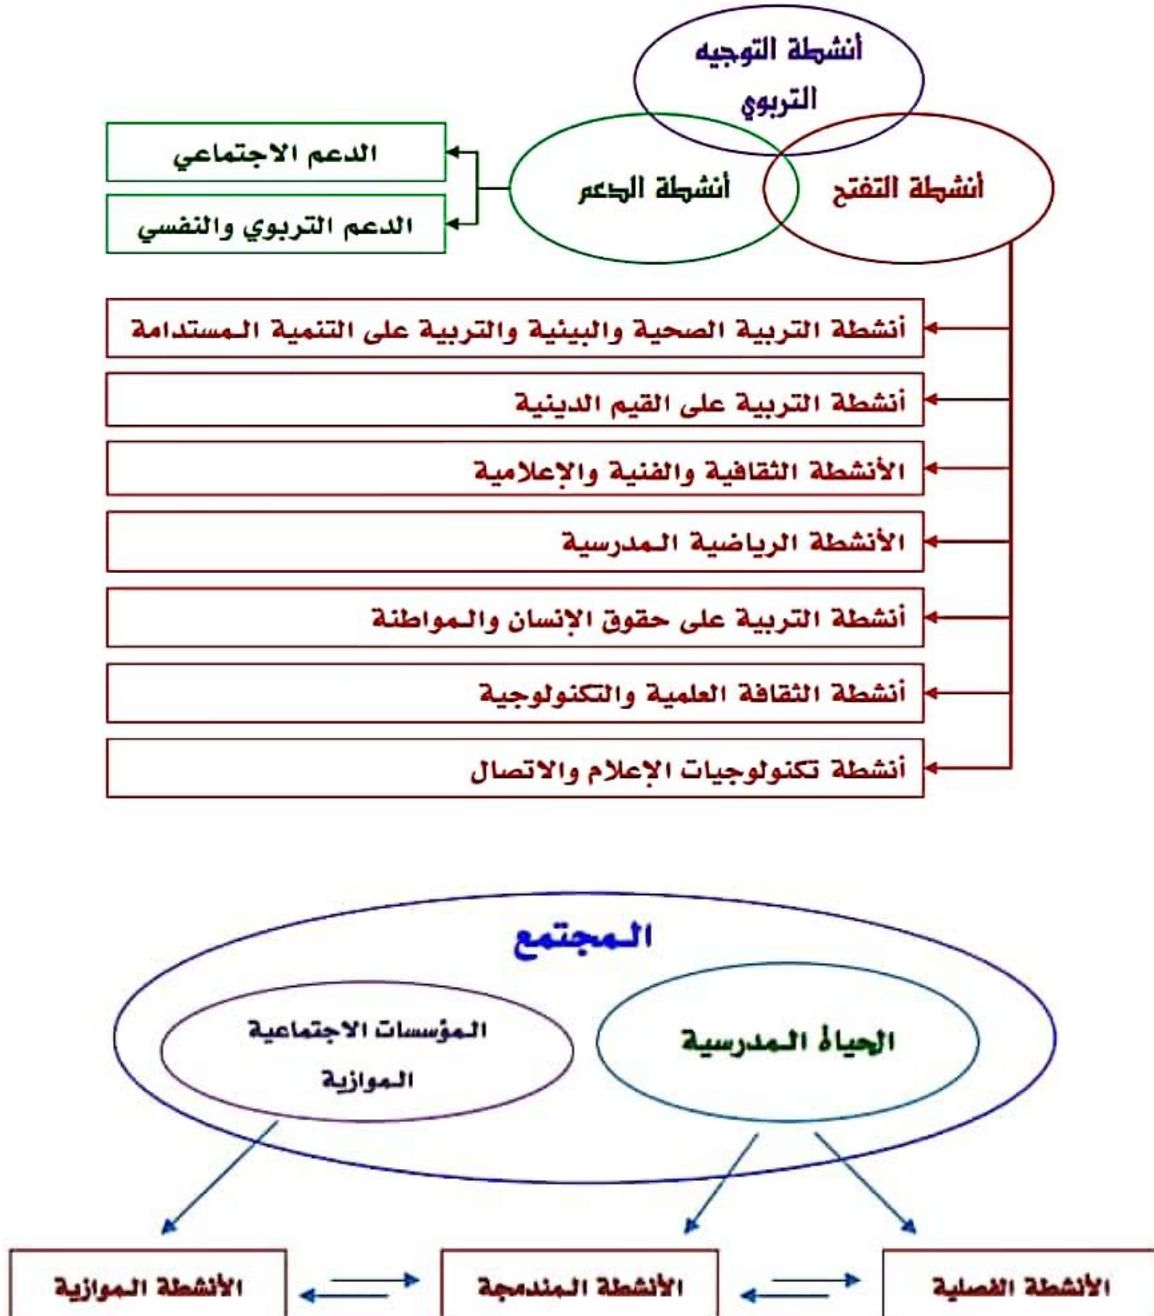 أنشطة التوجيه
التربوي
أنشطة التفتح
أنشطة الدعم
الدعم الاجتماعي
الدعم التربوي والنفسي
أنشطة التربية الصحية والبيئية والتربية على التنمية المستدامة
أنشطة التربية على القيم الدينية
الأنشطة الثقافية والفنية والإعلامية
الأنشطة الرياضية المدرسية
أنشطة التربية على حقوق الإنسان والمواطنة
أنشطة الثقافة العلمية والتكنولوجية
أنشطة تكنولوجيات الإعلام والاتصال
المجتمع
الحياة المدرسية
المؤسسات الاجتماعية
الموازية
الأنشطة الفصلية
الأنشطة المندمجة
الأنشطة الموازية